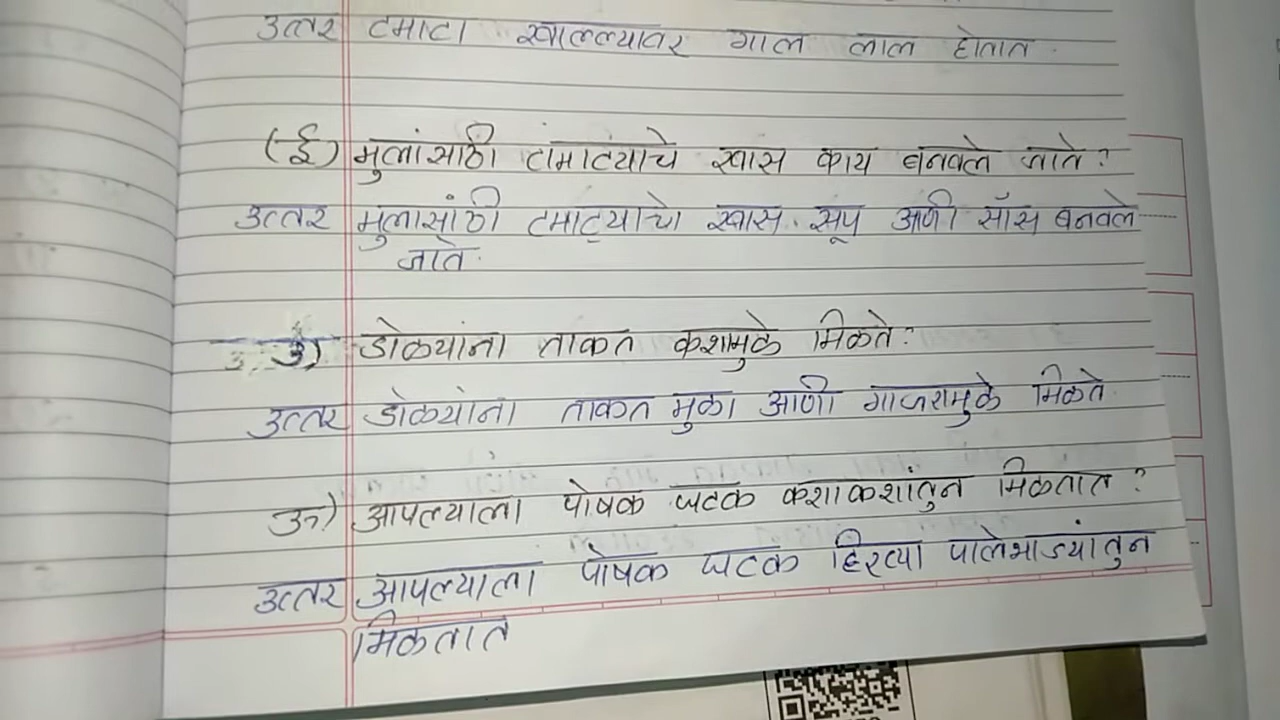 उत्तर टमाटा खाल्ल्यावर गाल लाल होतात.
(ई) मुलांसाठी टमाट्याचे खास काय बनवले जाते?
उत्तर मुलासांठी टमाट्याचे खास सूप आणी सॉस बनवले
जाते.
उ) डोळ्यांना ताकत कशामुळे मिळते?
उत्तर डोळ्यांना ताकत मुळा आणी गाजरामुळे मिळते.
ऊ) आपल्याला पोषक घटक कशाकशांतुन मिळतात?
उत्तर आपल्याला पोषक घटक हिरव्या पालेभाज्यांतुन
मिळतात